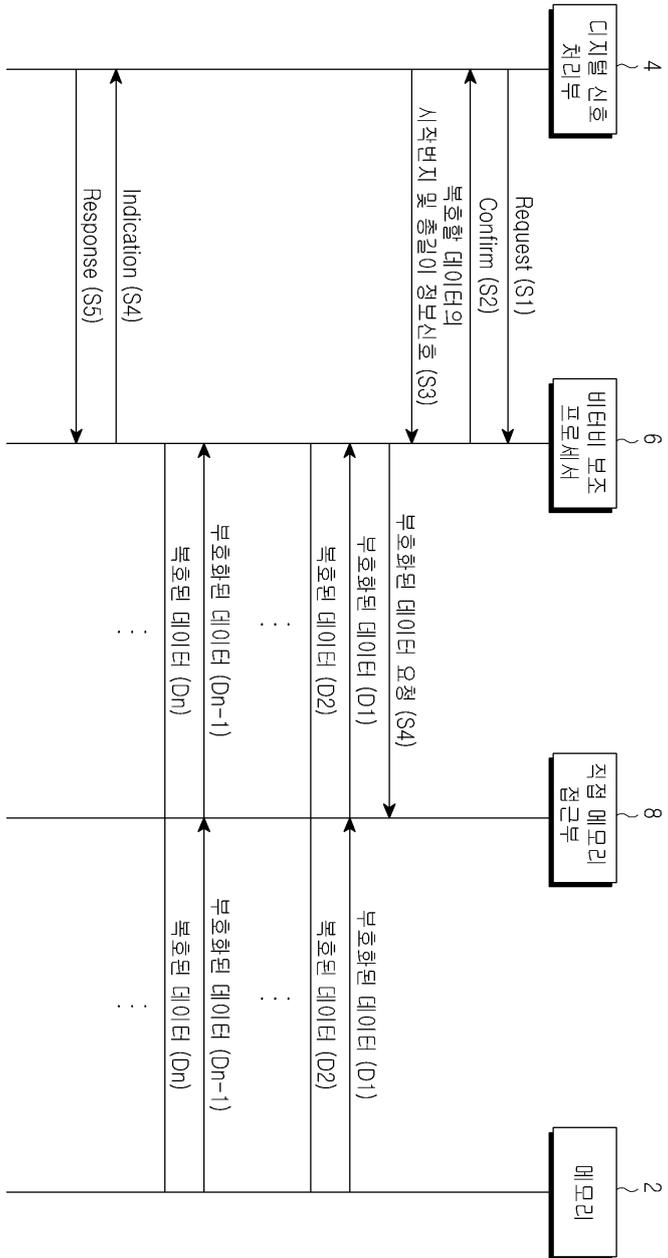 4
디지털 신호
처리부
6
비터비 보조
프로세서
8
직접 메모리
접근부
2
메모리
Request (S1)
Confirm (S2)
복호할 데이터의
시작번지 및 총길이 정보신호 (S3)
부호화된 데이터 요청 (S4)
부호화된 데이터 (D1)
부호화된 데이터 (D1)
복호된 데이터 (D2)
복호된 데이터 (D2)
. . .
. . .
부호화된 데이터 (Dn-1)
부호화된 데이터 (Dn-1)
복호된 데이터 (Dn)
복호된 데이터 (Dn)
. . .
. . .
Indication (S4)
Response (S5)